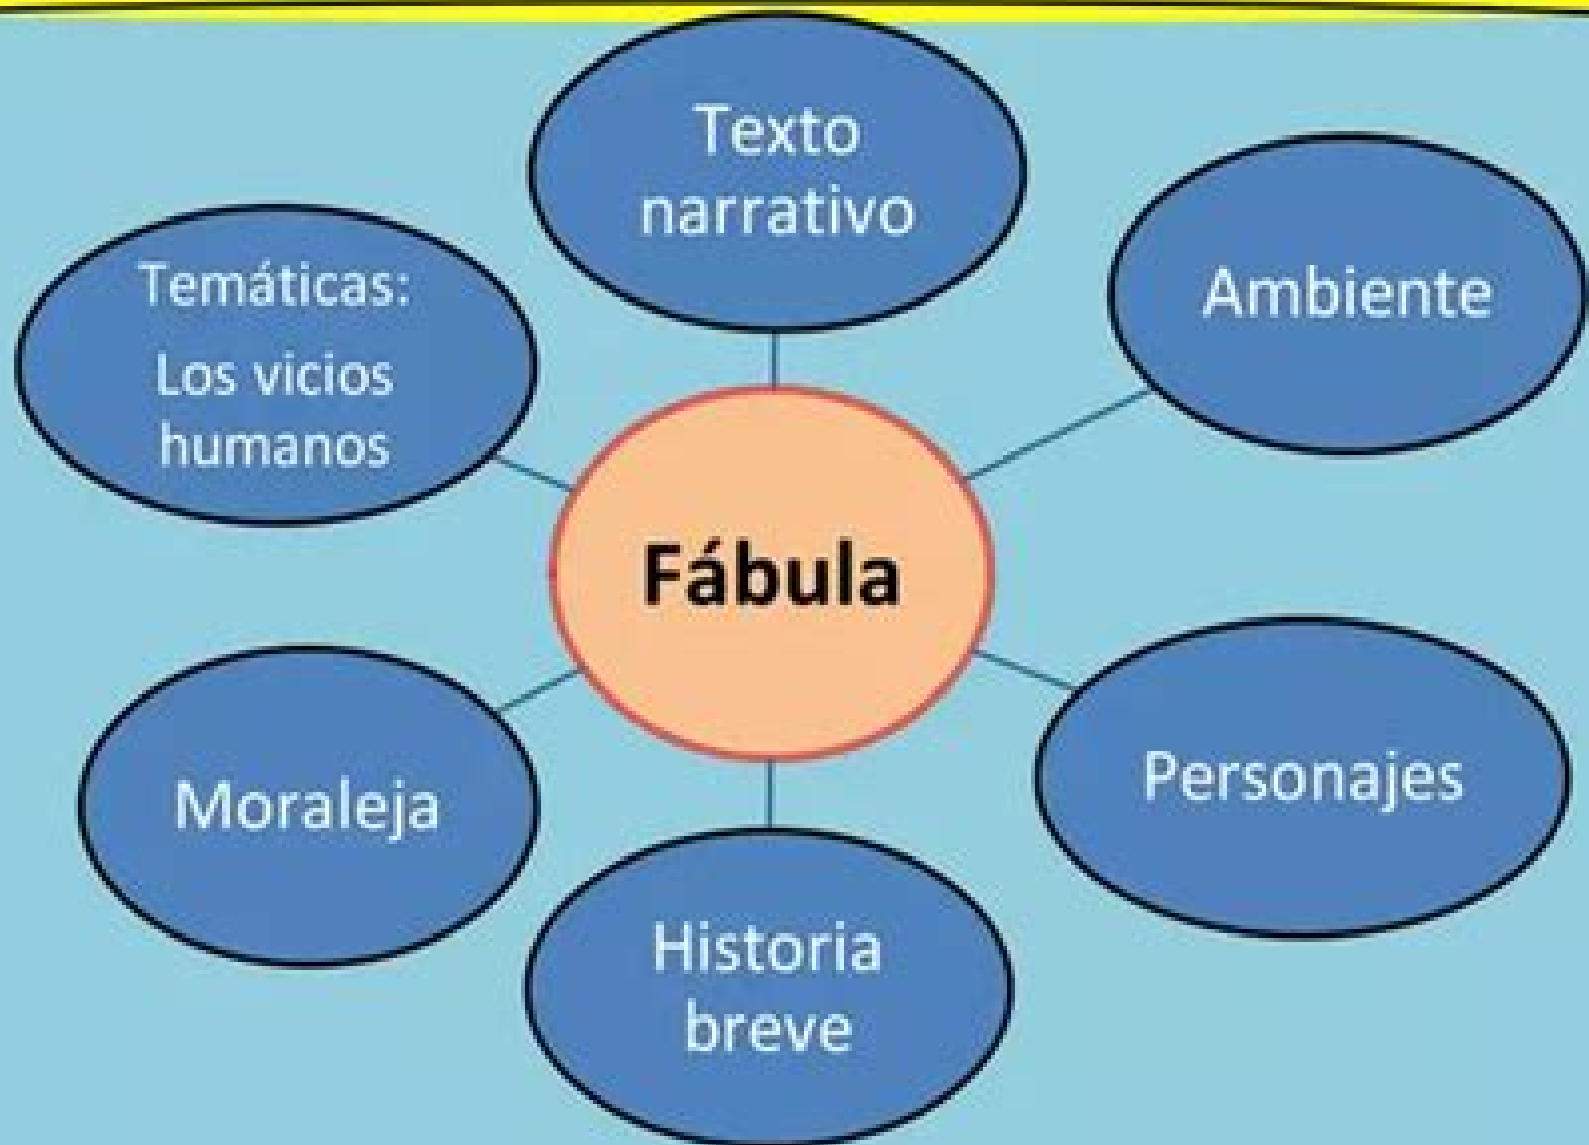 Texto
narrativo
Ambiente
Temáticas:
Los vicios
humanos
Fábula
Personajes
Moraleja
Historia
breve